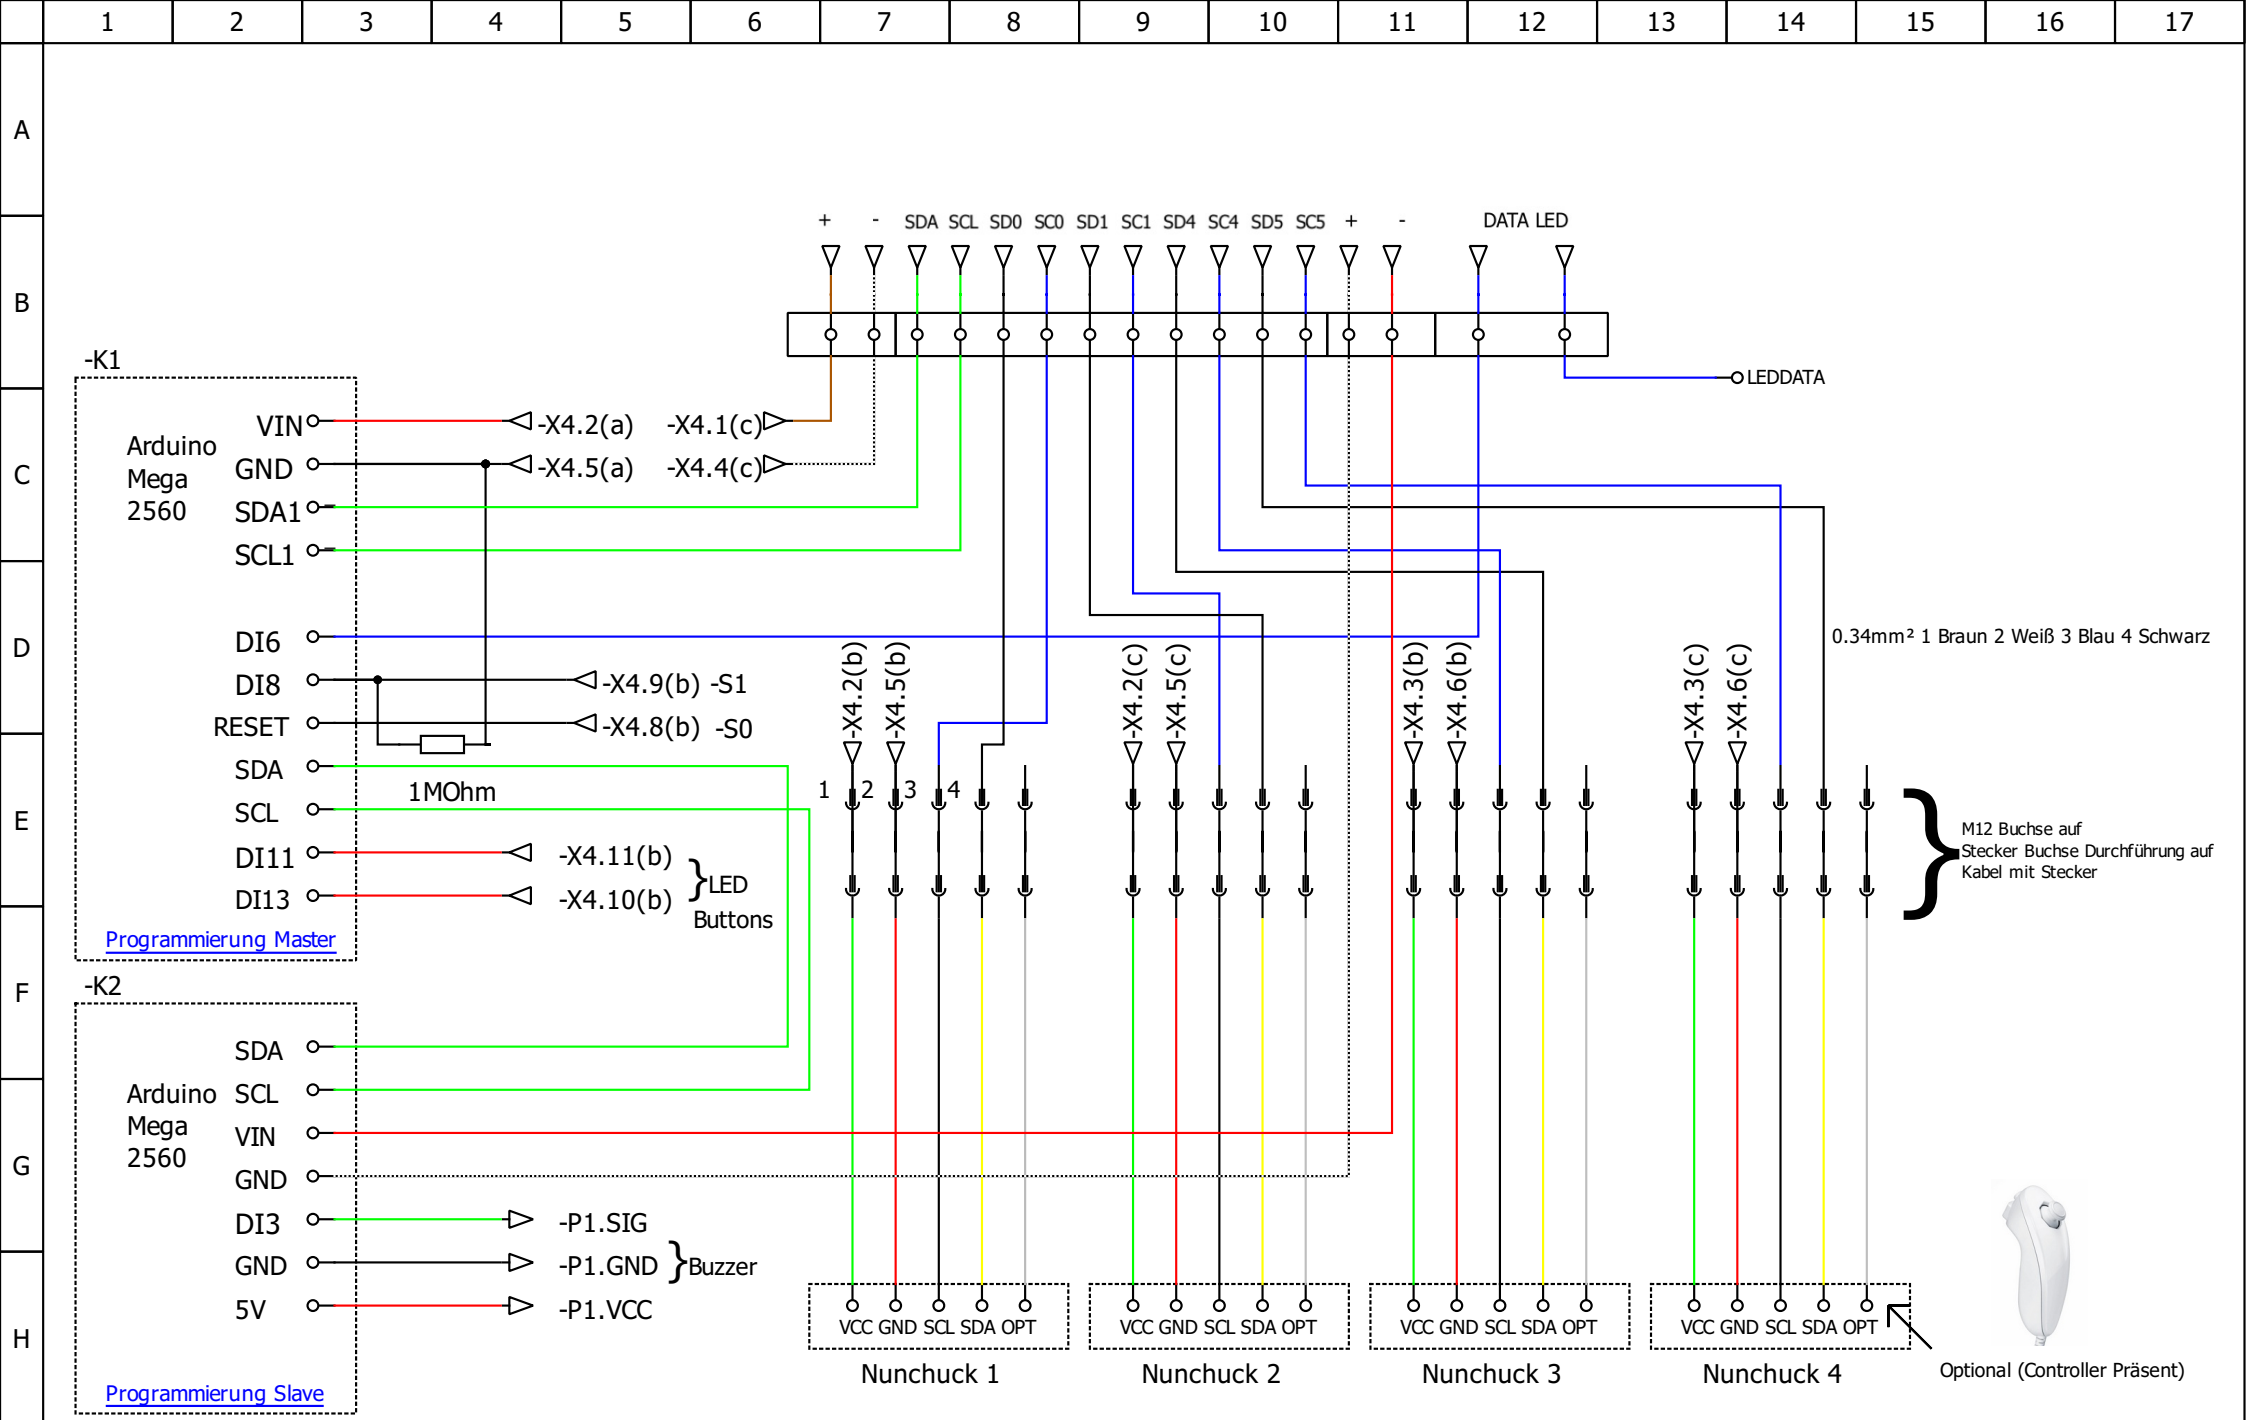 1 2 3 4 5 6 7 8 9 10 11 12 13 14 15 16 17
A
B
C
D
E
F
G
H
+ - SDA SCL SD0 SC0 SD1 SC1 SD4 SC4 SD5 SC5 + - DATA LED
LEDDATA
-K1
Arduino
Mega
2560
VIN
GND
SDA1
SCL1
DI6
DI8
RESET
SDA
SCL
DI11
DI13
Programmierung Master
-X4.2(a) -X4.1(c)
-X4.5(a) -X4.4(c)
-X4.9(b) -S1
-X4.8(b) -S0
1MOhm
-X4.11(b)
-X4.10(b)
}LED
Buttons
-K2
Arduino
Mega
2560
SDA
SCL
VIN
GND
DI3
GND
5V
Programmierung Slave
-P1.SIG
-P1.GND }Buzzer
-P1.VCC
-X4.2(b)
-X4.5(b)
-X4.2(c)
-X4.5(c)
-X4.3(b)
-X4.6(b)
-X4.3(c)
-X4.6(c)
1 2 3 4
0.34mm² 1 Braun 2 Weiß 3 Blau 4 Schwarz
M12 Buchse auf
Stecker Buchse Durchführung auf
Kabel mit Stecker
VCC GND SCL SDA OPT
Nunchuck 1
VCC GND SCL SDA OPT
Nunchuck 2
VCC GND SCL SDA OPT
Nunchuck 3
VCC GND SCL SDA OPT
Nunchuck 4
Optional (Controller Präsent)